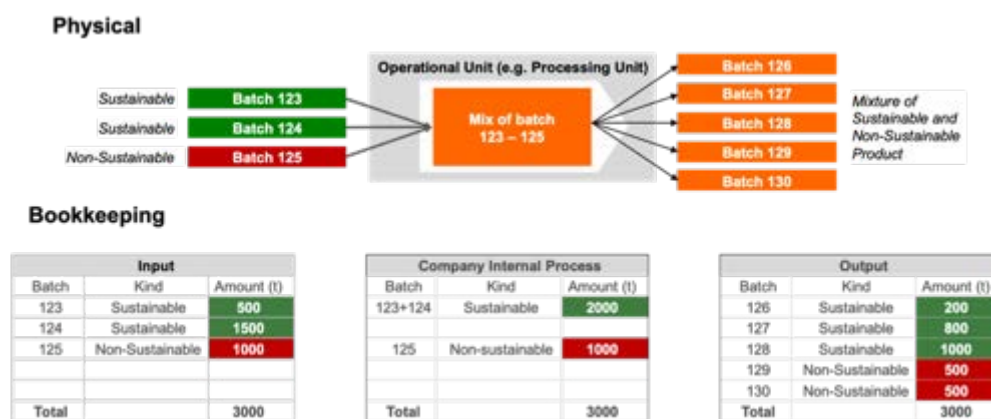 Physical
Operational Unit (e.g. Processing Unit)
Sustainable Batch 123
Sustainable Batch 124
Non-Sustainable Batch 125
Mix of batch
123 – 125
Batch 126
Batch 127
Batch 128
Batch 129
Batch 130
Mixture of
Sustainable and
Non-Sustainable
Product
Bookkeeping
Input
Batch Kind Amount (t)
123 Sustainable 500
124 Sustainable 1500
125 Non-Sustainable 1000
Total 3000
Company Internal Process
Batch Kind Amount (t)
123+124 Sustainable 2000
125 Non-sustainable 1000
Total 3000
Output
Batch Kind Amount (t)
126 Sustainable 200
127 Sustainable 800
128 Sustainable 1000
129 Non-Sustainable 500
130 Non-Sustainable 500
Total 3000